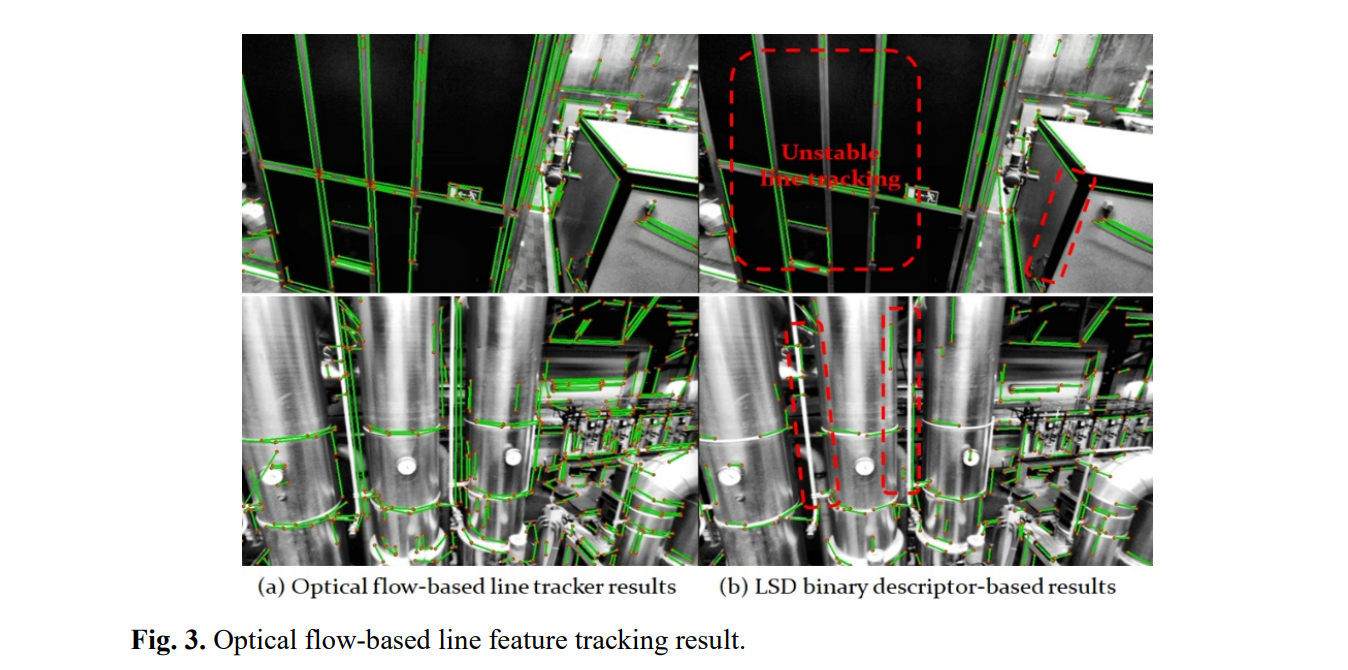 Unstable
line tracking
(a) Optical flow-based line tracker results
(b) LSD binary descriptor-based results
Fig. 3. Optical flow-based line feature tracking result.